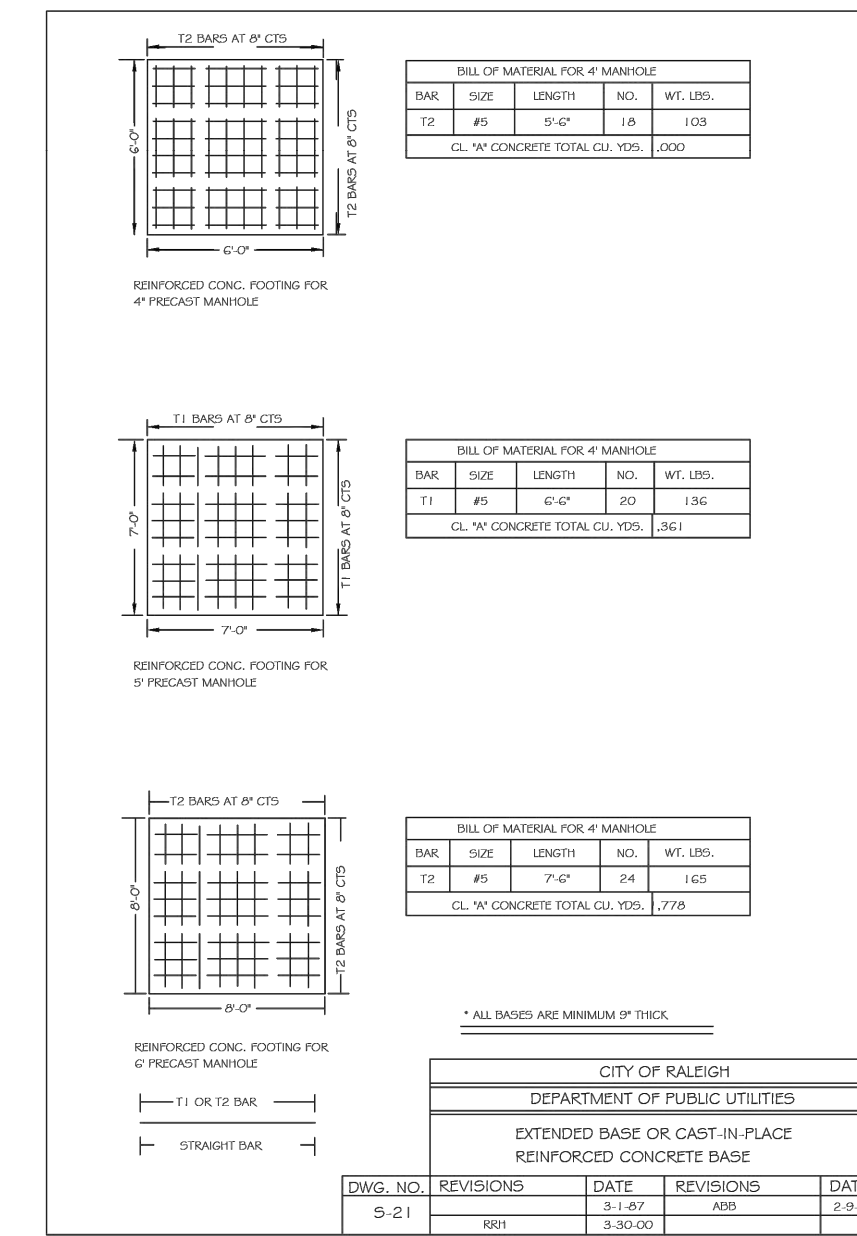 T2 BARS AT 8" CTS
6'-0"
T2 BARS AT 8" CTS
6'-0"
REINFORCED CONC. FOOTING FOR
4" PRECAST MANHOLE
BILL OF MATERIAL FOR 4' MANHOLE
BAR SIZE LENGTH NO. WT. LBS.
T2 #5 5'-6" 18 103
CL. "A" CONCRETE TOTAL CU. YDS. .000
T1 BARS AT 8" CTS
7'-0"
T1 BARS AT 8" CTS
7'-0"
REINFORCED CONC. FOOTING FOR
5' PRECAST MANHOLE
BILL OF MATERIAL FOR 4' MANHOLE
BAR SIZE LENGTH NO. WT. LBS.
T1 #5 6'-6" 20 136
CL. "A" CONCRETE TOTAL CU. YDS. .361
T2 BARS AT 8" CTS
8'-0"
T2 BARS AT 8" CTS
8'-0"
REINFORCED CONC. FOOTING FOR
6' PRECAST MANHOLE
BILL OF MATERIAL FOR 4' MANHOLE
BAR SIZE LENGTH NO. WT. LBS.
T2 #5 7'-6" 24 165
CL. "A" CONCRETE TOTAL CU. YDS. .778
T1 OR T2 BAR
STRAIGHT BAR
* ALL BASES ARE MINIMUM 9" THICK
CITY OF RALEIGH
DEPARTMENT OF PUBLIC UTILITIES
EXTENDED BASE OR CAST-IN-PLACE
REINFORCED CONCRETE BASE
DWG. NO. REVISIONS DATE REVISIONS
S-21 3-1-87 ABB
RRH 3-30-00